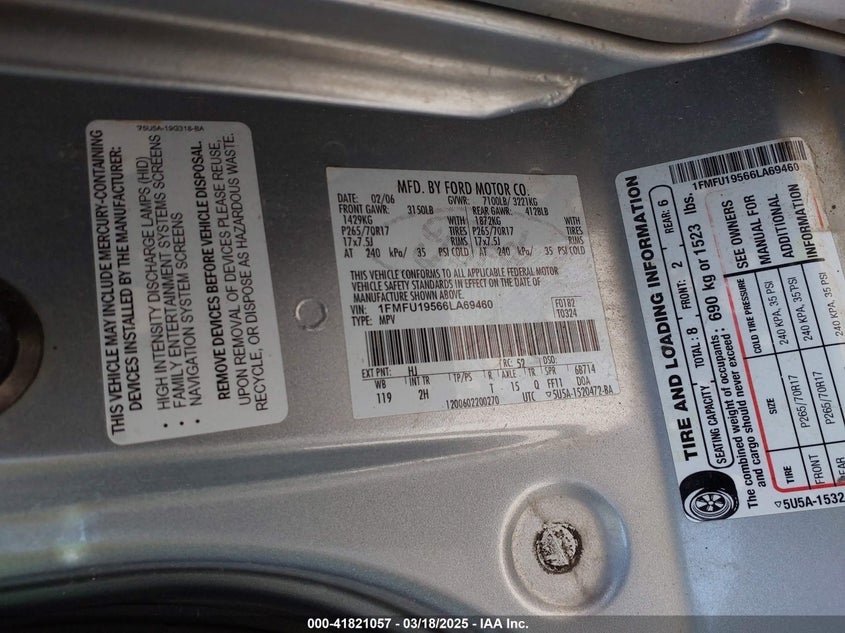 75U5A-19G318-BA
THIS VEHICLE MAY INCLUDE MERCURY-CONTAINING
DEVICES INSTALLED BY THE MANUFACTURER:
• HIGH INTENSITY DISCHARGE LAMPS (HID)
• FAMILY ENTERTAINMENT SYSTEMS SCREENS
• NAVIGATION SYSTEM SCREENS
REMOVE DEVICES BEFORE VEHICLE DISPOSAL.
UPON REMOVAL OF DEVICES PLEASE REUSE,
RECYCLE, OR DISPOSE AS HAZARDOUS WASTE.
MFD. BY FORD MOTOR CO.
DATE: 02/06 GVWR: 7100LB/ 3221KG
FRONT GAWR: 3150LB REAR GAWR: 4128LB
1429KG WITH 1872KG WITH
P265/70R17 TIRES P265/70R17 TIRES
17x7.5J RIMS 17x7.5J RIMS
AT 240 kPa/ 35 PSI COLD AT 240 kPa/ 35 PSI COLD
THIS VEHICLE CONFORMS TO ALL APPLICABLE FEDERAL MOTOR
VEHICLE SAFETY STANDARDS IN EFFECT ON THE DATE OF
MANUFACTURE SHOWN ABOVE.
VIN: 1FMFU19566LA69460
TYPE: MPV
F0182
T0324
EXT PNT: HJ RC: 52 DSO:
WB INT TR TP/PS R AXLE TR SPR 6B714
119 2H T 15 Q FF11 DDA
1200602200270 UTC 5U5A-1520472-BA
1FMFU19566LA69460
TIRE AND LOADING INFORMATION
SEATING CAPACITY TOTAL: 8 FRONT: 2 REAR: 6
The combined weight of occupants
and cargo should never exceed: 690 kg or 1523 lbs.
TIRE SIZE COLD TIRE PRESSURE
FRONT P265/70R17 240 KPA, 35 PSI
REAR P265/70R17 240 KPA, 35 PSI
SEE OWNERS
MANUAL FOR
ADDITIONAL
INFORMATION
5U5A-1532
000-41821057 - 03/18/2025 - IAA Inc.